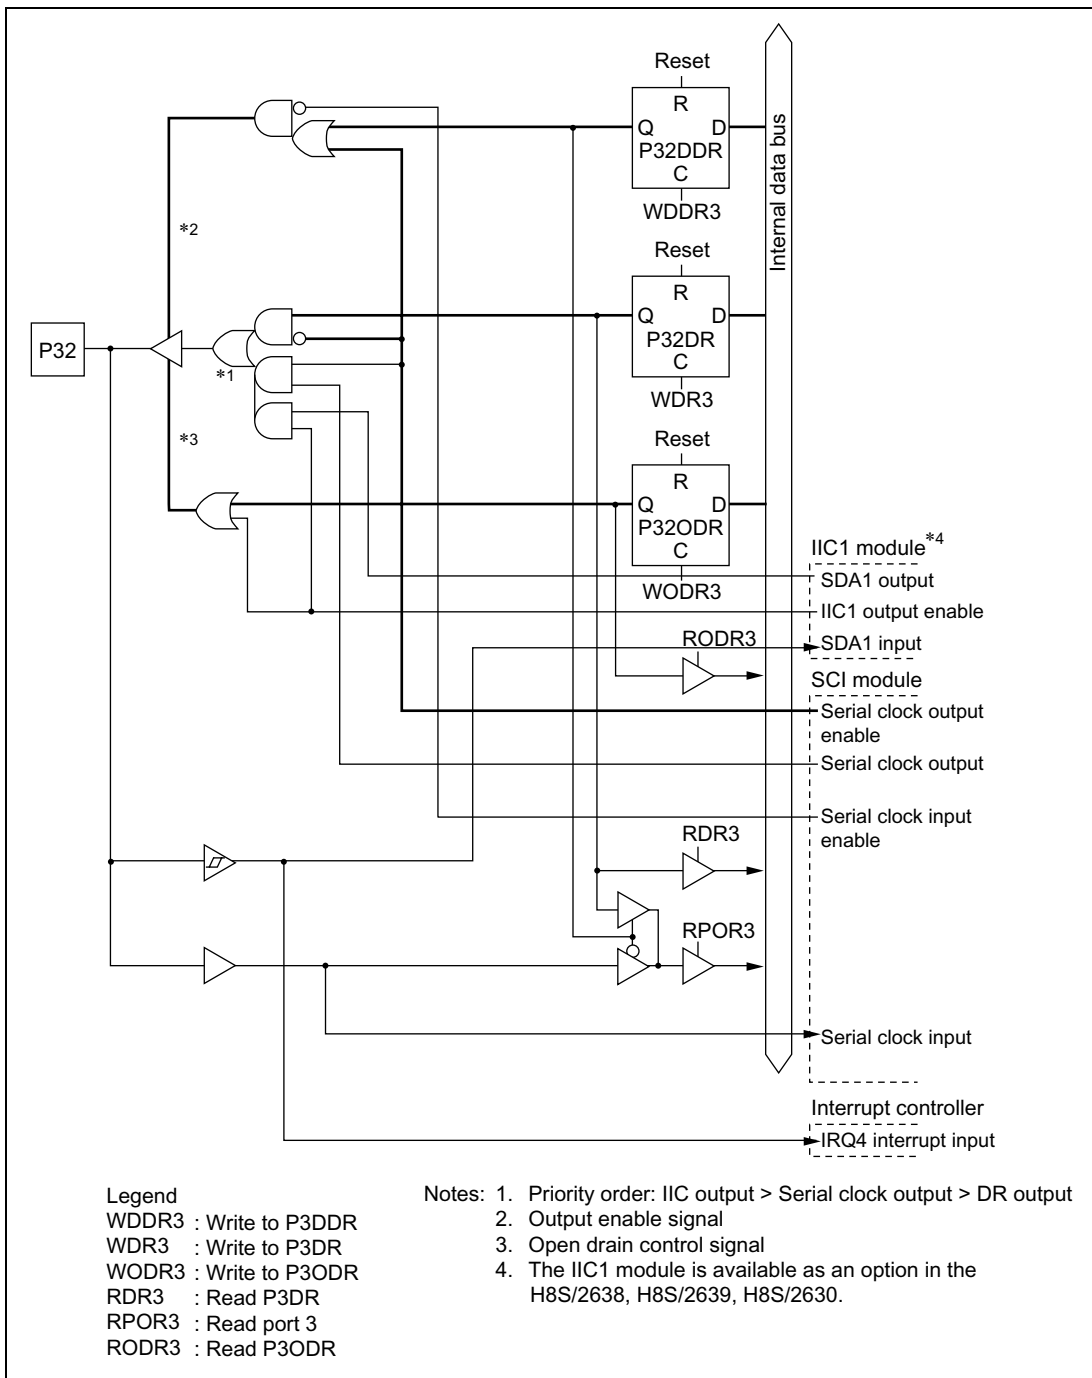 Reset
R
Q D
P32DDR
C
WDDR3
Internal data bus
*2
Reset
R
Q D
P32DR
C
WDR3
P32
*1
*3
Reset
R
Q D
P32ODR
C
WODR3
IIC1 module*4
SDA1 output
IIC1 output enable
SDA1 input
RODR3
SCI module
Serial clock output
enable
Serial clock output
Serial clock input
enable
RDR3
RPOR3
Serial clock input
Interrupt controller
IRQ4 interrupt input
Legend
WDDR3 : Write to P3DDR
WDR3 : Write to P3DR
WODR3 : Write to P3ODR
RDR3 : Read P3DR
RPOR3 : Read port 3
RODR3 : Read P3ODR
Notes: 1. Priority order: IIC output > Serial clock output > DR output
2. Output enable signal
3. Open drain control signal
4. The IIC1 module is available as an option in the
H8S/2638, H8S/2639, H8S/2630.